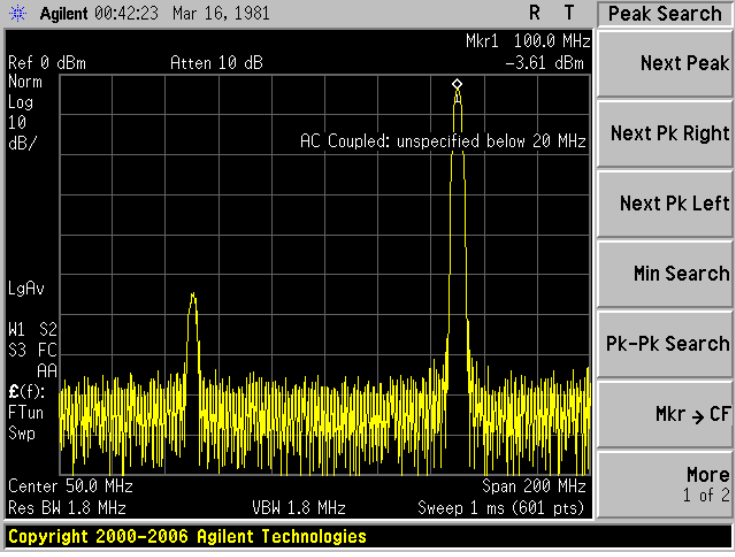 Agilent 00:42:23 Mar 16, 1981 R T Peak Search
Mkr1 100.0 MHz
Ref 0 dBm Atten 10 dB -3.61 dBm
Norm
Log
10
dB/
AC Coupled: unspecified below 20 MHz
LgAv
W1 S2
S3 FC
AA
£(f):
FTun
Swp
Center 50.0 MHz Span 200 MHz
Res BW 1.8 MHz VBW 1.8 MHz Sweep 1 ms (601 pts)
Copyright 2000-2006 Agilent Technologies
Next Peak
Next Pk Right
Next Pk Left
Min Search
Pk-Pk Search
Mkr → CF
More
1 of 2